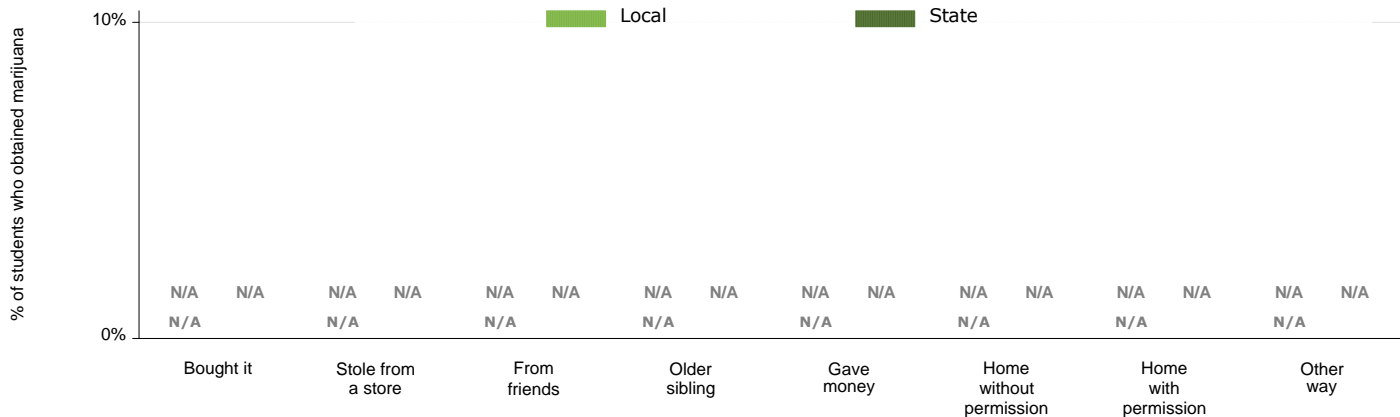 Local State
10%
% of students who obtained marijuana
N/A N/A N/A N/A N/A N/A N/A N/A N/A N/A N/A N/A N/A N/A N/A N/A
N/A N/A N/A N/A N/A N/A N/A N/A
0%
Bought it
Stole from
a store
From
friends
Older
sibling
Gave
money
Home
without
permission
Home
with
permission
Other
way